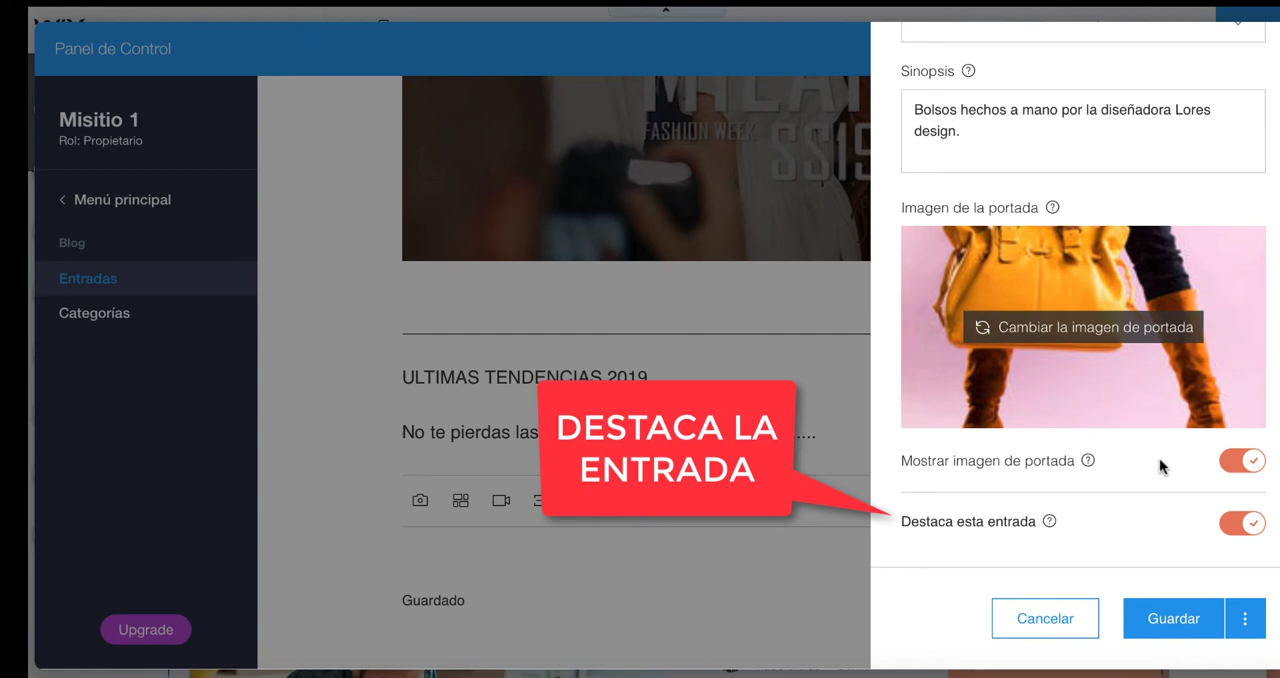 Panel de Control
Misitio 1
Rol: Propietario
Menú principal
Blog
Entradas
Categorías
Upgrade
FASHION WEEK
ULTIMAS TENDENCIAS 2019
No te pierdas las
....
Guardado
DESTACA LA
ENTRADA
Sinopsis
Bolsos hechos a mano por la diseñadora Lores
design.
Imagen de la portada
Cambiar la imagen de portada
Mostrar imagen de portada
Destaca esta entrada
Cancelar
Guardar